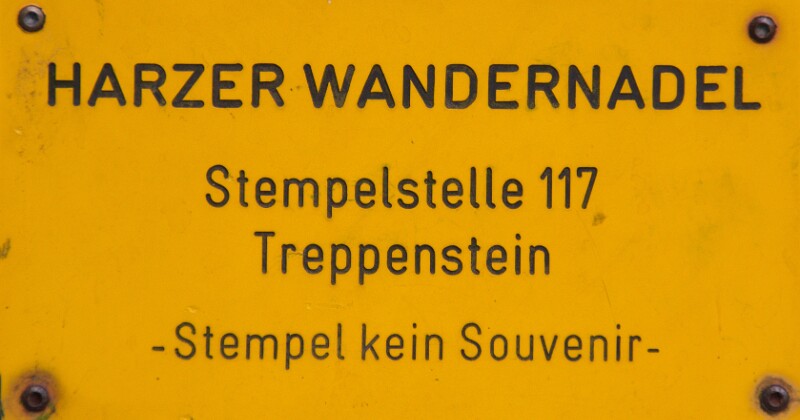 HARZER WANDERNADEL
Stempelstelle 117
Treppenstein
-Stempel kein Souvenir-